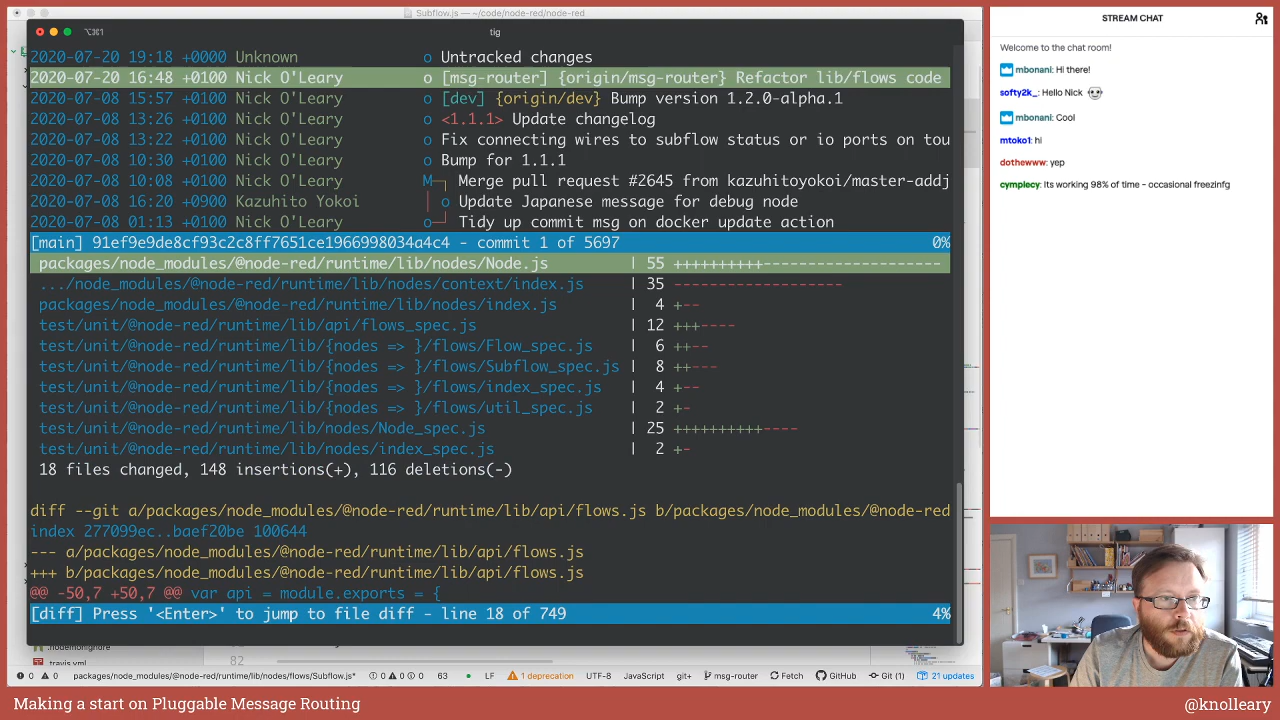 Subflow.js — ~/code/node-red/node-red
⌥⌘1
tig
2020-07-20 19:18 +0000 Unknown o Untracked changes
2020-07-20 16:48 +0100 Nick O'Leary o [msg-router] {origin/msg-router} Refactor lib/flows code
2020-07-08 15:57 +0100 Nick O'Leary o [dev] {origin/dev} Bump version 1.2.0-alpha.1
2020-07-08 13:26 +0100 Nick O'Leary o <1.1.1> Update changelog
2020-07-08 13:22 +0100 Nick O'Leary o Fix connecting wires to subflow status or io ports on tou
2020-07-08 10:30 +0100 Nick O'Leary o Bump for 1.1.1
2020-07-08 10:08 +0100 Nick O'Leary M─┐ Merge pull request #2645 from kazuhitoyokoi/master-addj
2020-07-08 16:20 +0900 Kazuhito Yokoi │ o Update Japanese message for debug node
2020-07-08 01:13 +0100 Nick O'Leary o─┘ Tidy up commit msg on docker update action
[main] 91ef9e9de8cf93c2c8ff7651ce1966998034a4c4 - commit 1 of 5697 0%
packages/node_modules/@node-red/runtime/lib/nodes/Node.js | 55 ++++++++++--------------------
.../node_modules/@node-red/runtime/lib/nodes/context/index.js | 35 -------------------
packages/node_modules/@node-red/runtime/lib/nodes/index.js | 4 +--
test/unit/@node-red/runtime/lib/api/flows_spec.js | 12 +++----
test/unit/@node-red/runtime/lib/{nodes => }/flows/Flow_spec.js | 6 ++--
test/unit/@node-red/runtime/lib/{nodes => }/flows/Subflow_spec.js | 8 ++---
test/unit/@node-red/runtime/lib/{nodes => }/flows/index_spec.js | 4 +--
test/unit/@node-red/runtime/lib/{nodes => }/flows/util_spec.js | 2 +-
test/unit/@node-red/runtime/lib/nodes/Node_spec.js | 25 ++++++++++----
test/unit/@node-red/runtime/lib/nodes/index_spec.js | 2 +-
18 files changed, 148 insertions(+), 116 deletions(-)
diff --git a/packages/node_modules/@node-red/runtime/lib/api/flows.js b/packages/node_modules/@node-red
index 277099ec..baef20be 100644
--- a/packages/node_modules/@node-red/runtime/lib/api/flows.js
+++ b/packages/node_modules/@node-red/runtime/lib/api/flows.js
@@ -50,7 +50,7 @@ var api = module.exports = {
[diff] Press '<Enter>' to jump to file diff - line 18 of 749 4%
.travis.yml 82
0 0 63 LF 1 deprecation UTF-8 JavaScript git+ msg-router Fetch GitHub Git (1) 21 updates
STREAM CHAT
Welcome to the chat room!
mbonani: Hi there!
softy2k_: Hello Nick
mbonani: Cool
mtoko1: hi
dothewww: yep
cymplecy: Its working 98% of time - occasional freezinfg
Making a start on Pluggable Message Routing
@knolleary